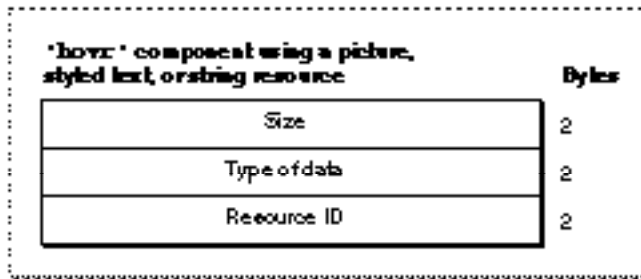 'hovr' component using a picture,
styled text, or string resource Bytes
Size 2
Type of data 2
Resource ID 2